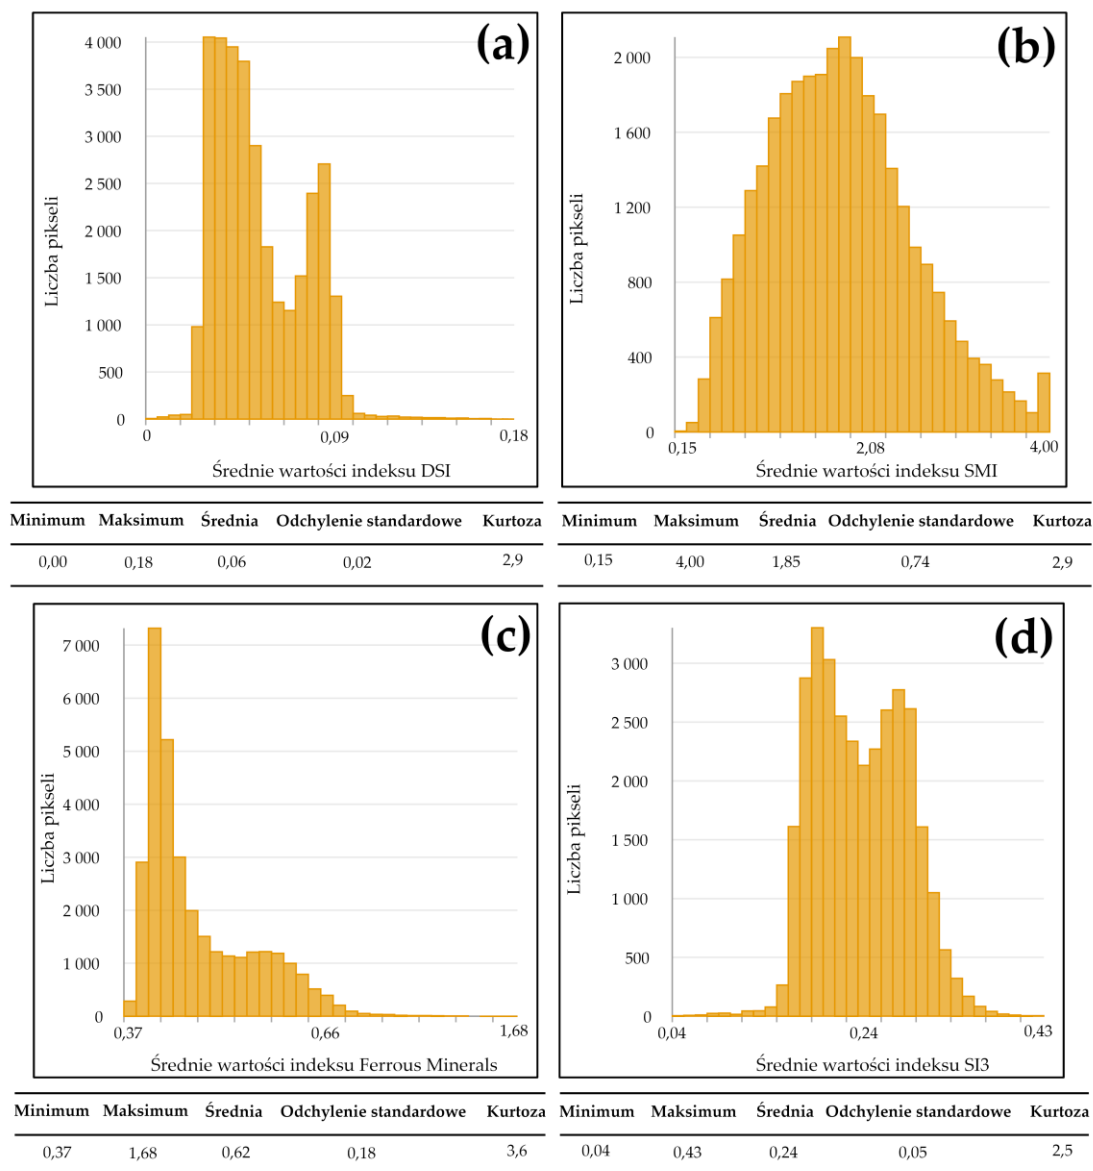 (a)
4 000
3 500
3 000
2 500
2 000
1 500
1 000
500
0
Liczba pikseli
0 0,09 0,18
Średnie wartości indeksu DSI
Minimum Maksimum Średnia Odchylenie standardowe Kurtoza
0,00 0,18 0,06 0,02 2,9
(b)
2 000
1 600
1 200
800
400
0
Liczba pikseli
0,15 2,08 4,00
Średnie wartości indeksu SMI
Minimum Maksimum Średnia Odchylenie standardowe Kurtoza
0,15 4,00 1,85 0,74 2,9
(c)
7 000
6 000
5 000
4 000
3 000
2 000
1 000
0
Liczba pikseli
0,37 0,66 1,68
Średnie wartości indeksu Ferrous Minerals
Minimum Maksimum Średnia Odchylenie standardowe Kurtoza
0,37 1,68 0,62 0,18 3,6
(d)
3 000
2 500
2 000
1 500
1 000
500
0
Liczba pikseli
0,04 0,24 0,43
Średnie wartości indeksu SI3
Minimum Maksimum Średnia Odchylenie standardowe Kurtoza
0,04 0,43 0,24 0,05 2,5